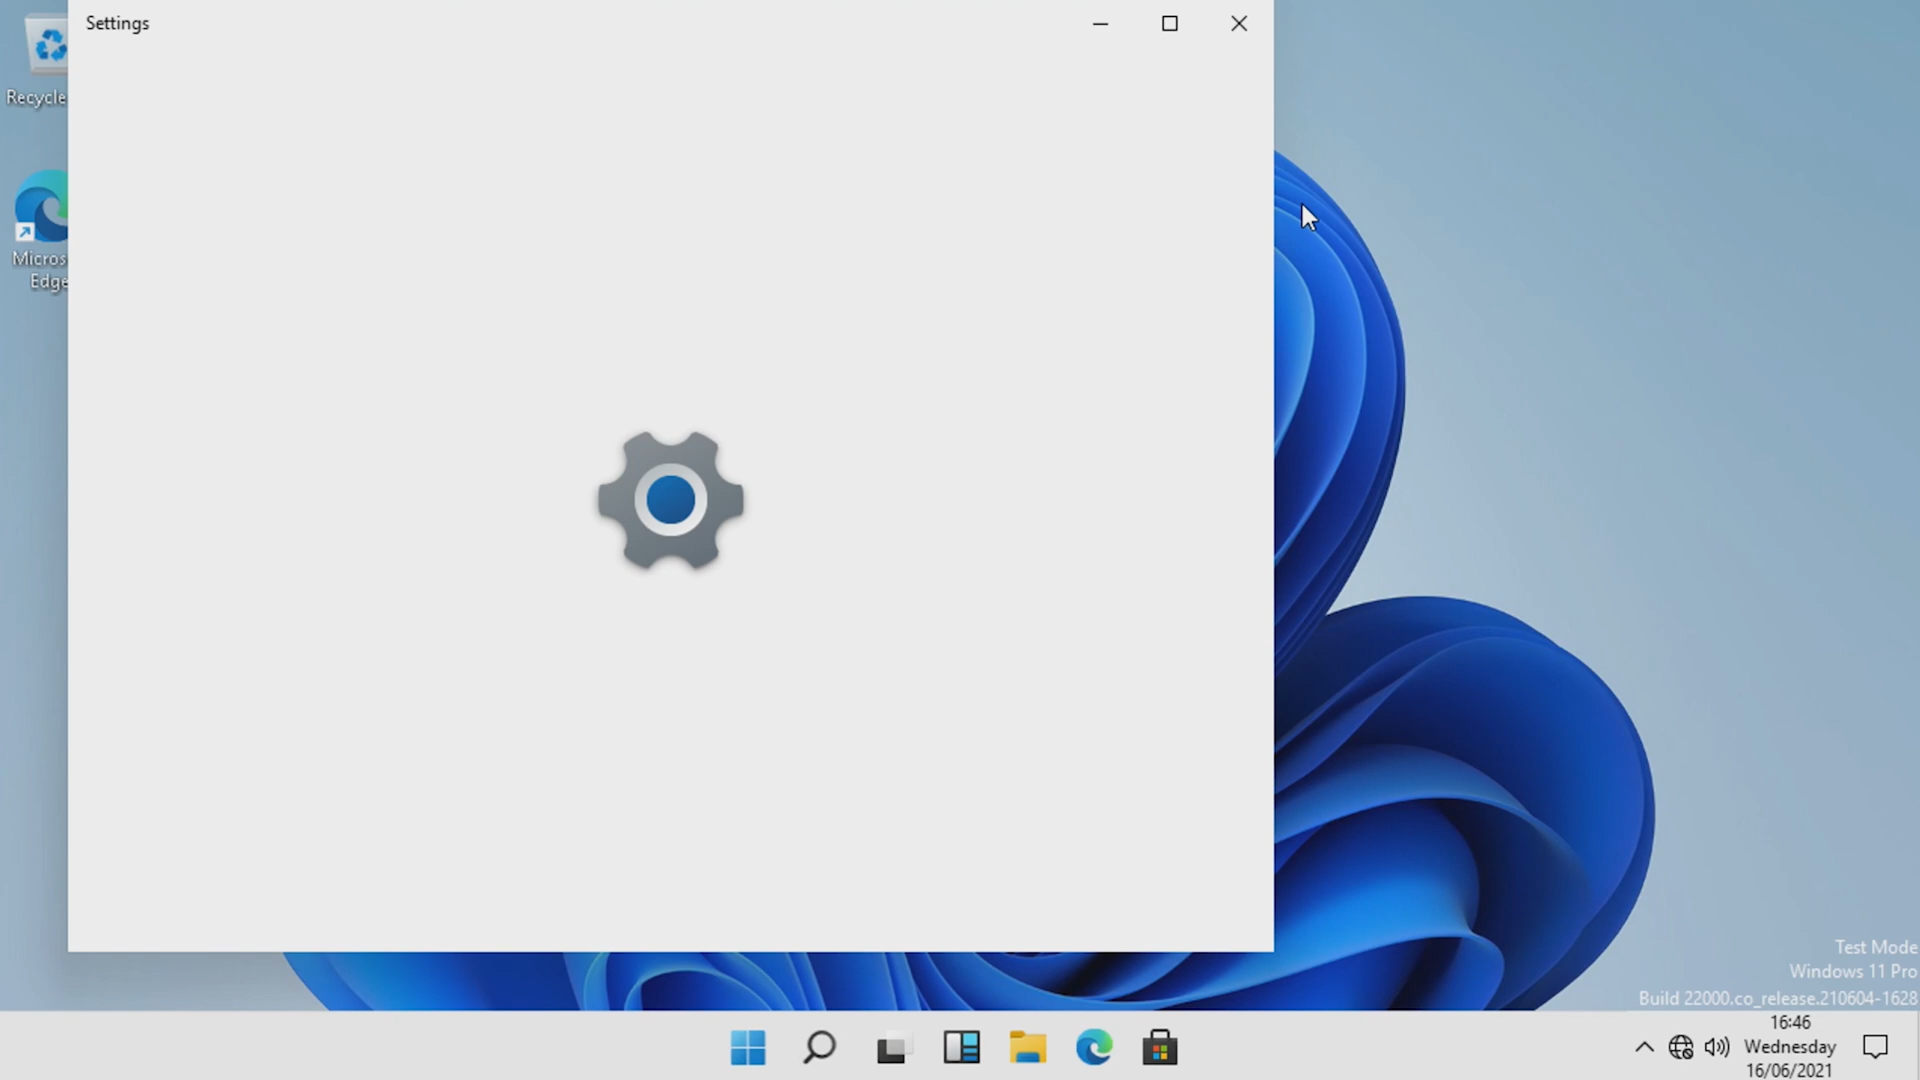 Settings
Recycle
Micros
Edge
Test Mode
Windows 11 Pro
Build 22000.co_release.210604-1628
16:46
Wednesday
16/06/2021